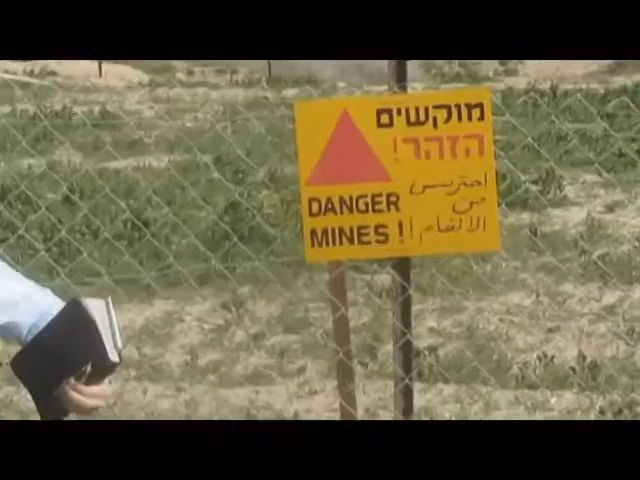 מוקשים
הזהר!
DANGER
MINES !
احترس
من
الالغام !!